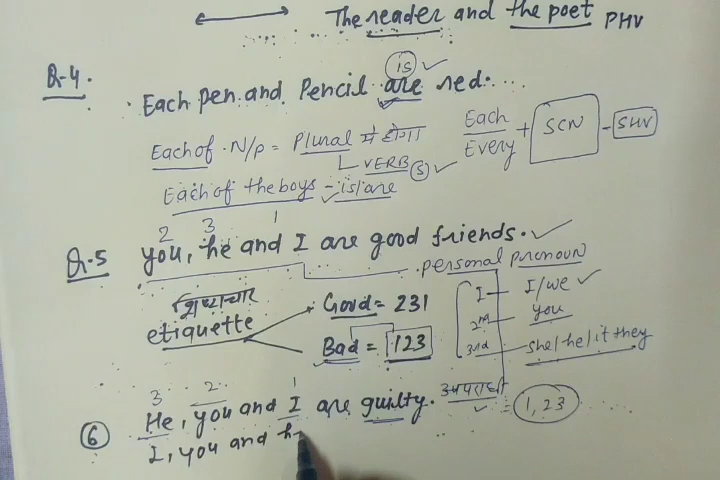 The reader and the poet PHV
Q-4. Each pen and Pencil are red.
is
Each of . N/p = Plural में होगा
VERB (S)
Each of the boys - is/are
Each
Every + SCN - SHV
2 3 1
Q-5 you, he and I are good friends.
personal pronoun
शिष्टाचार
etiquette
Good = 231
Bad = 123
I - I/we
2nd - you
3rd - she/he/it they
3 2 1
(6) He, you and I are guilty. = 1, 23
I, you and h